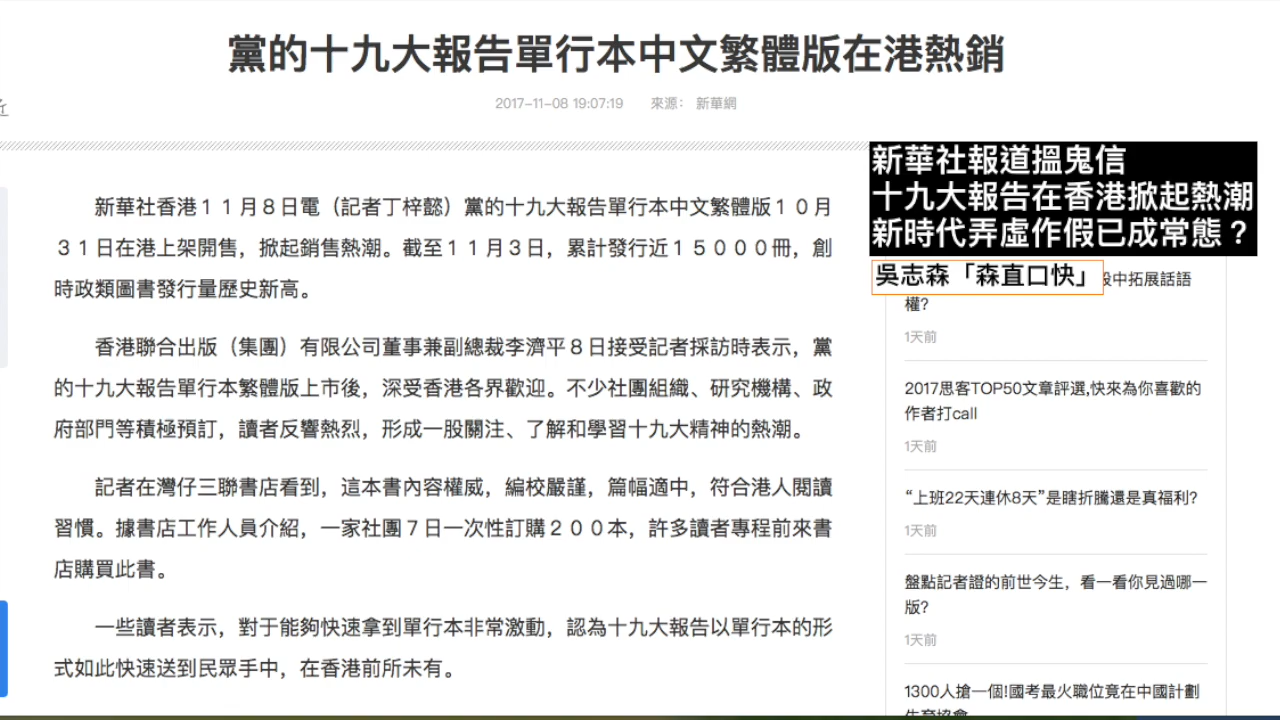 黨的十九大報告單行本中文繁體版在港熱銷
2017-11-08 19:07:19 來源： 新華網
新華社香港１１月８日電（記者丁梓懿）黨的十九大報告單行本中文繁體版１０月
３１日在港上架開售，掀起銷售熱潮。截至１１月３日，累計發行近１５０００冊，創
時政類圖書發行量歷史新高。
香港聯合出版（集團）有限公司董事兼副總裁李濟平８日接受記者採訪時表示，黨
的十九大報告單行本繁體版上市後，深受香港各界歡迎。不少社團組織、研究機構、政
府部門等積極預訂，讀者反響熱烈，形成一股關注、了解和學習十九大精神的熱潮。
記者在灣仔三聯書店看到，這本書內容權威，編校嚴謹，篇幅適中，符合港人閱讀
習慣。據書店工作人員介紹，一家社團７日一次性訂購２００本，許多讀者專程前來書
店購買此書。
一些讀者表示，對于能夠快速拿到單行本非常激動，認為十九大報告以單行本的形
式如此快速送到民眾手中，在香港前所未有。
新華社報道搵鬼信
十九大報告在香港掀起熱潮
新時代弄虛作假已成常態？
吳志森「森直口快」
中拓展話語
權?
1天前
2017思客TOP50文章評選,快來為你喜歡的
作者打call
1天前
“上班22天連休8天”是瞎折騰還是真福利?
1天前
盤點記者證的前世今生，看一看你見過哪一
版?
1天前
1300人搶一個!國考最火職位竟在中國計劃
生育協會